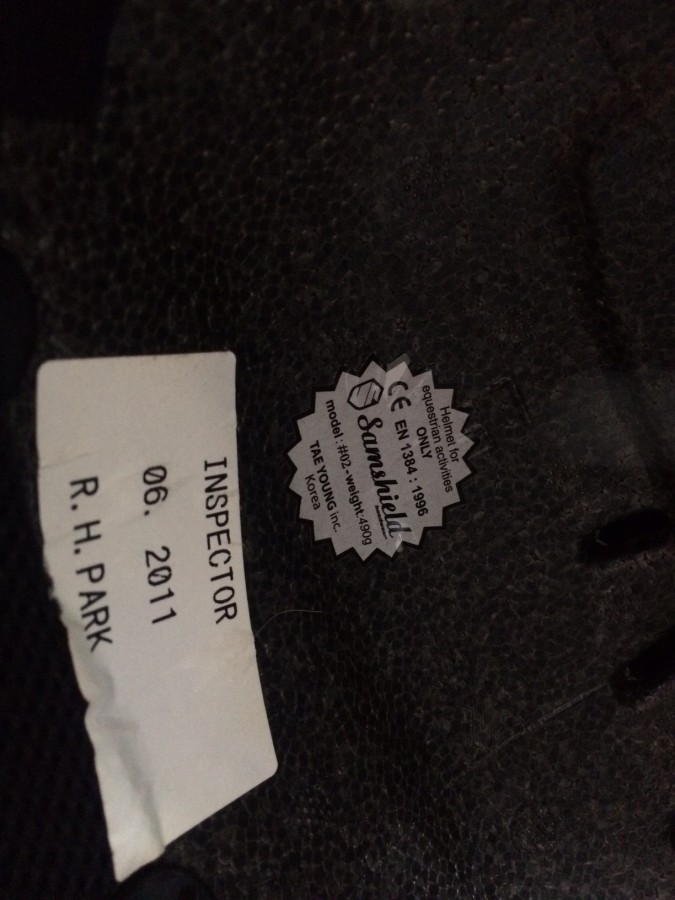 Helmet for
equestrian activities
ONLY
CE EN 1384 : 1996
Samshield
model : #02 - weight: 490g
TAE YOUNG inc.
Korea
INSPECTOR
06. 2011
R. H. PARK